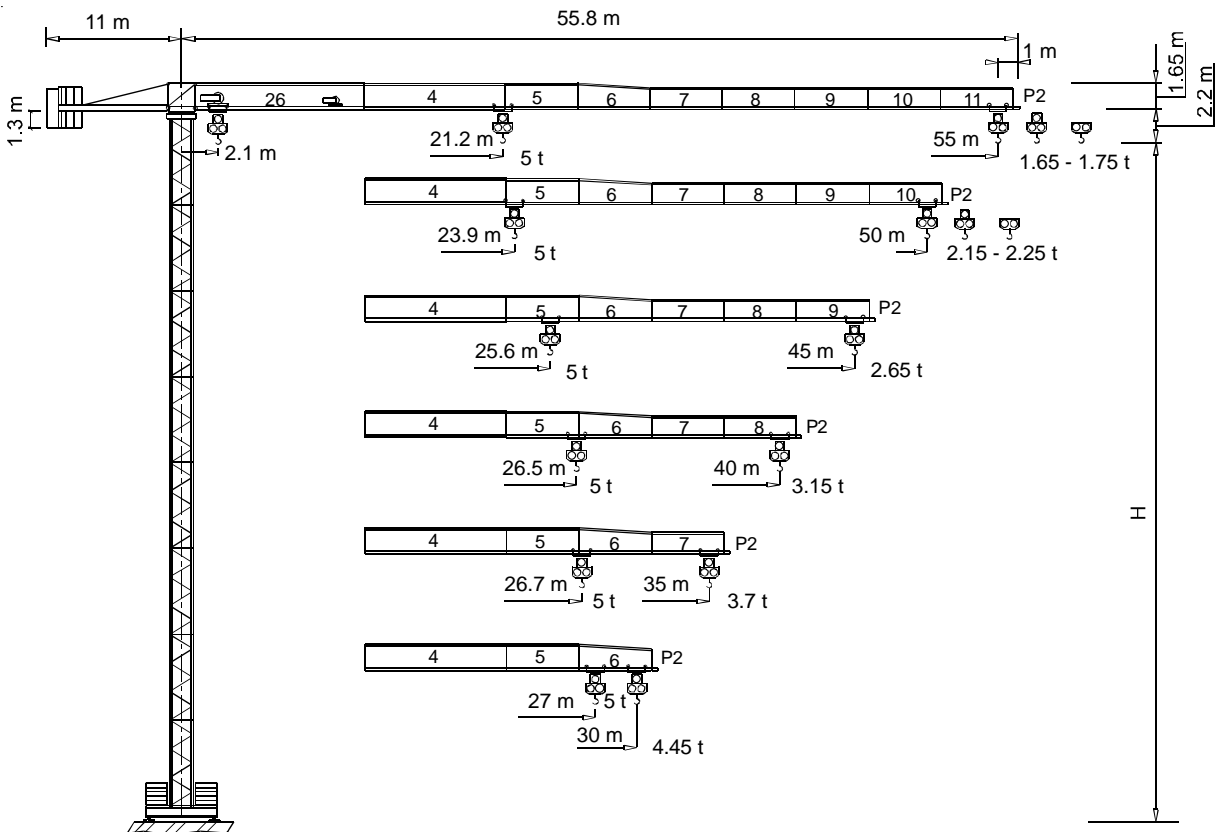 11 m
55.8 m
1 m
1.65 m
2.2 m
1.3 m
26
4
5
6
7
8
9
10
11
P2
2.1 m
21.2 m
5 t
55 m
1.65 - 1.75 t
4
5
6
7
8
9
10
P2
23.9 m
5 t
50 m
2.15 - 2.25 t
4
5
6
7
8
9
P2
25.6 m
5 t
45 m
2.65 t
4
5
6
7
8
P2
26.5 m
5 t
40 m
3.15 t
H
4
5
6
7
P2
26.7 m
5 t
35 m
3.7 t
4
5
6
P2
27 m
5 t
30 m
4.45 t